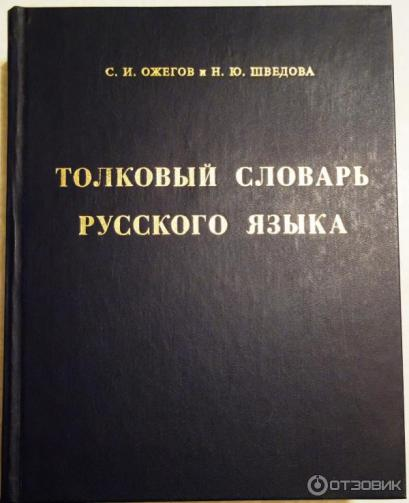 С. И. ОЖЕГОВ и Н. Ю. ШВЕДОВА
ТОЛКОВЫЙ СЛОВАРЬ
РУССКОГО ЯЗЫКА
ОТЗОВИК